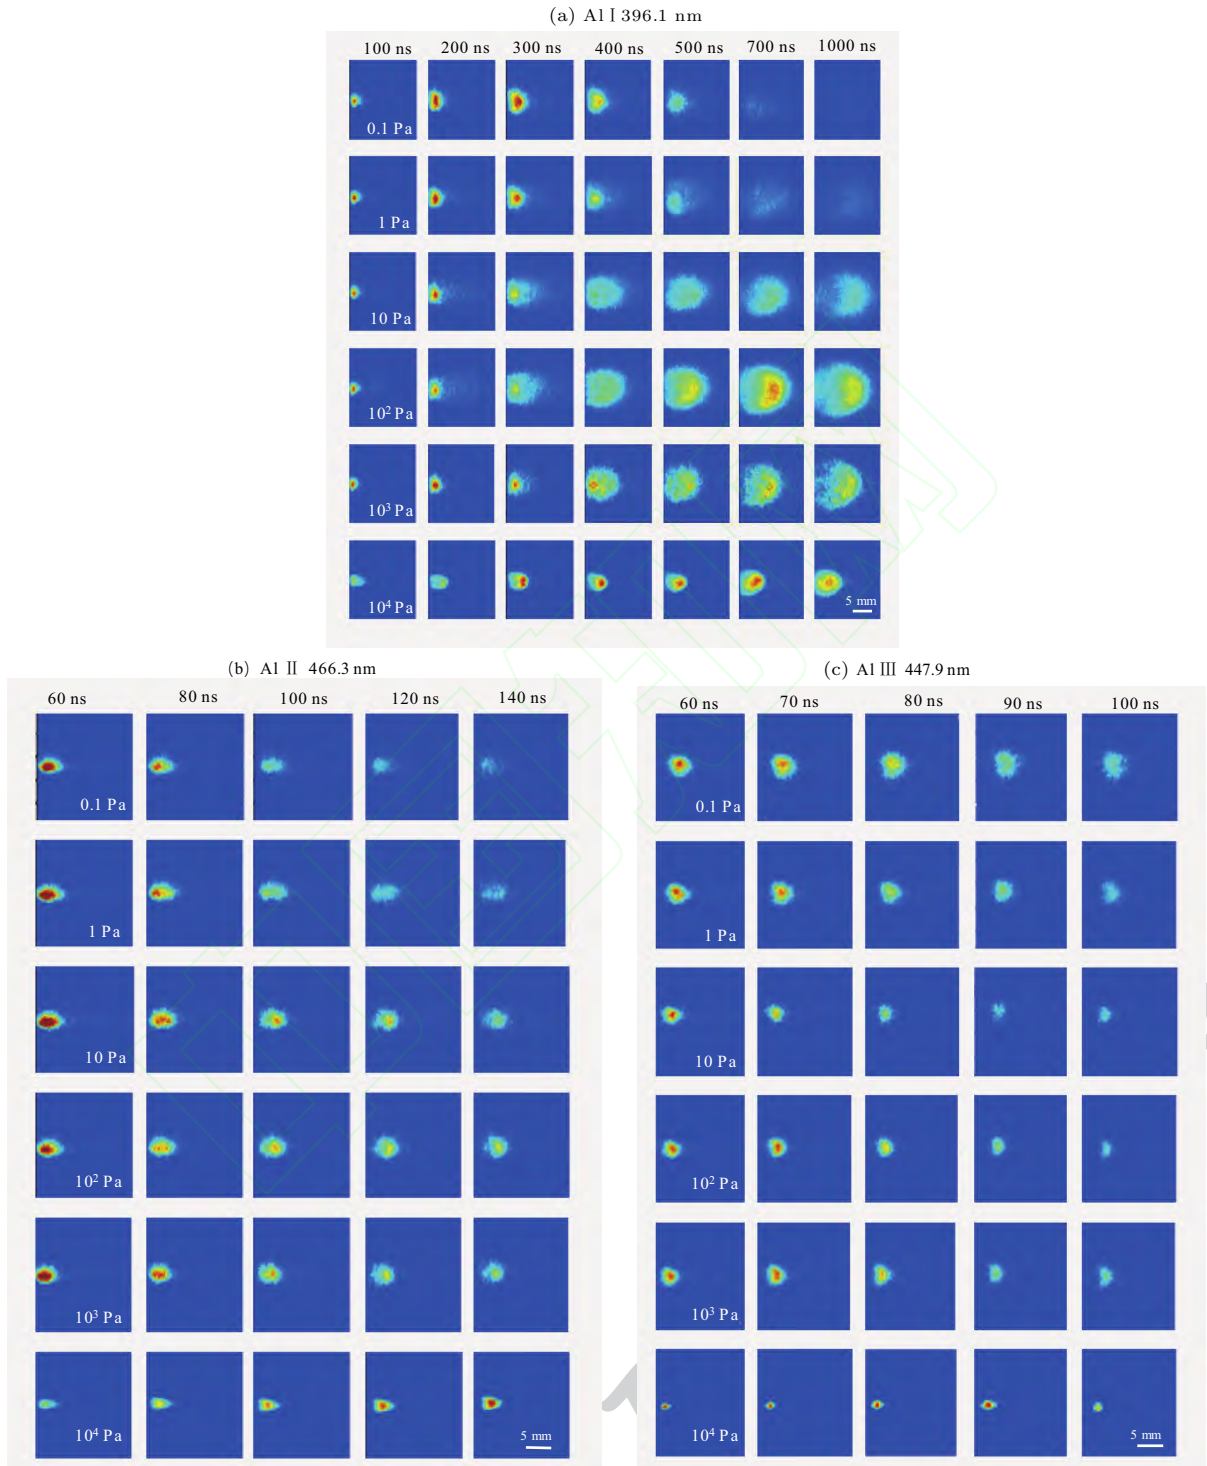 (a) Al Ⅰ 396.1 nm
100 ns 200 ns 300 ns 400 ns 500 ns 700 ns 1000 ns
0.1 Pa
1 Pa
10 Pa
10² Pa
10³ Pa
10⁴ Pa
5 mm
(b) Al Ⅱ 466.3 nm
60 ns 80 ns 100 ns 120 ns 140 ns
0.1 Pa
1 Pa
10 Pa
10² Pa
10³ Pa
10⁴ Pa
5 mm
(c) Al Ⅲ 447.9 nm
60 ns 70 ns 80 ns 90 ns 100 ns
0.1 Pa
1 Pa
10 Pa
10² Pa
10³ Pa
10⁴ Pa
5 mm